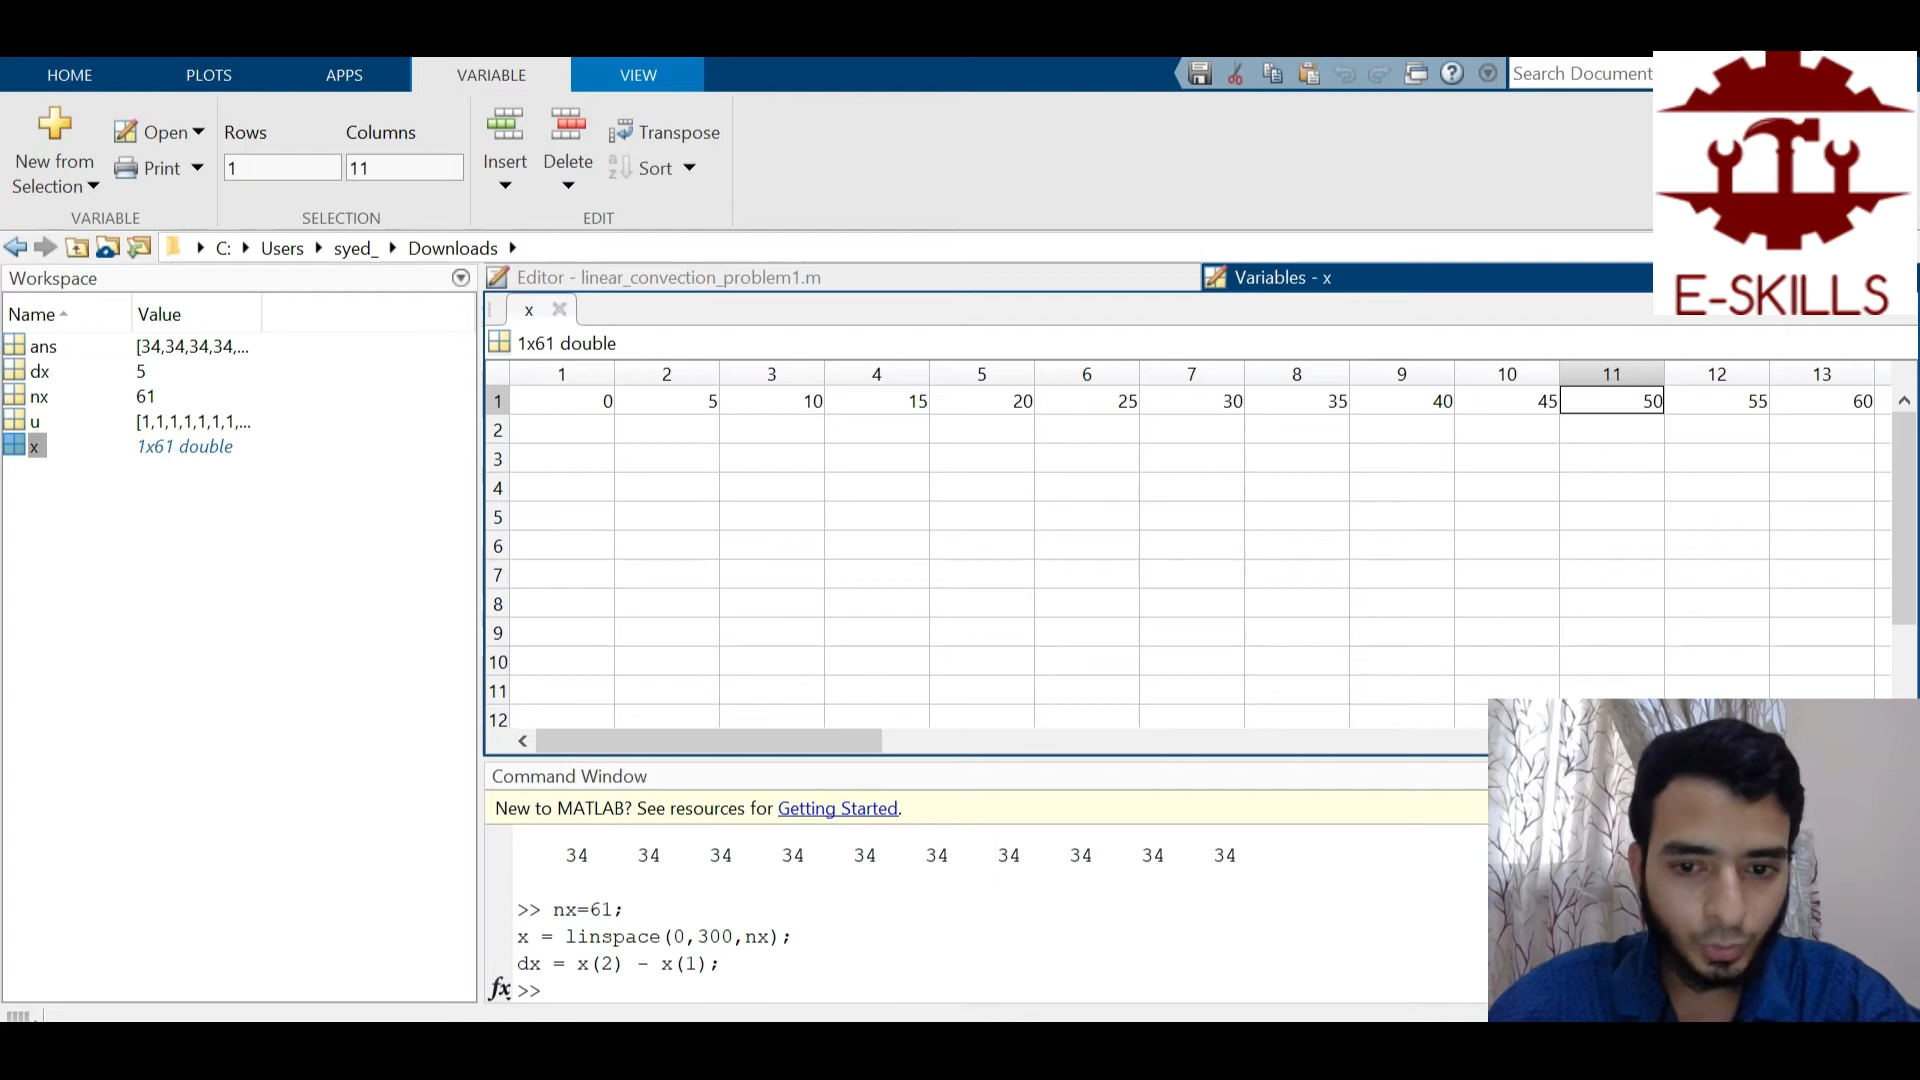 HOME PLOTS APPS VARIABLE VIEW Search Document
New from Selection Open Print Rows Columns Insert Delete Transpose Sort
1 11
VARIABLE SELECTION EDIT
C: Users syed_ Downloads
E-SKILLS
Workspace
Editor - linear_convection_problem1.m Variables - x
Name Value
x
ans [34,34,34,34,...
1x61 double
dx 5
nx 61
u [1,1,1,1,1,1,1,...
x 1x61 double
1 2 3 4 5 6 7 8 9 10 11 12 13
1 0 5 10 15 20 25 30 35 40 45 50 55 60
2
3
4
5
6
7
8
9
10
11
12
Command Window
New to MATLAB? See resources for Getting Started.
34 34 34 34 34 34 34 34 34 34
>> nx=61;
x = linspace(0,300,nx);
dx = x(2) - x(1);
fx >>